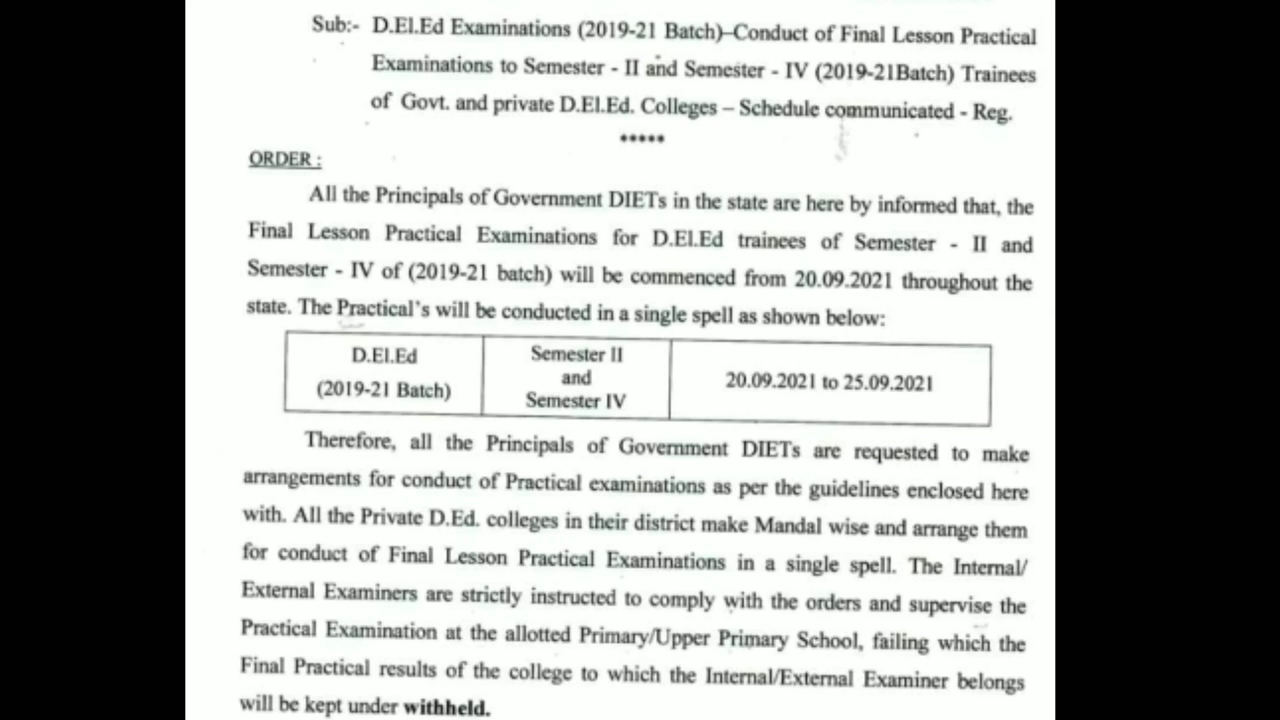 Sub:- D.El.Ed Examinations (2019-21 Batch)–Conduct of Final Lesson Practical
Examinations to Semester - II and Semester - IV (2019-21Batch) Trainees
of Govt. and private D.El.Ed. Colleges – Schedule communicated - Reg.
*****
ORDER :
All the Principals of Government DIETs in the state are here by informed that, the
Final Lesson Practical Examinations for D.El.Ed trainees of Semester - II and
Semester - IV of (2019-21 batch) will be commenced from 20.09.2021 throughout the
state. The Practical's will be conducted in a single spell as shown below:
D.El.Ed
(2019-21 Batch)
Semester II
and
Semester IV
20.09.2021 to 25.09.2021
Therefore, all the Principals of Government DIETs are requested to make
arrangements for conduct of Practical examinations as per the guidelines enclosed here
with. All the Private D.Ed. colleges in their district make Mandal wise and arrange them
for conduct of Final Lesson Practical Examinations in a single spell. The Internal/
External Examiners are strictly instructed to comply with the orders and supervise the
Practical Examination at the allotted Primary/Upper Primary School, failing which the
Final Practical results of the college to which the Internal/External Examiner belongs
will be kept under withheld.